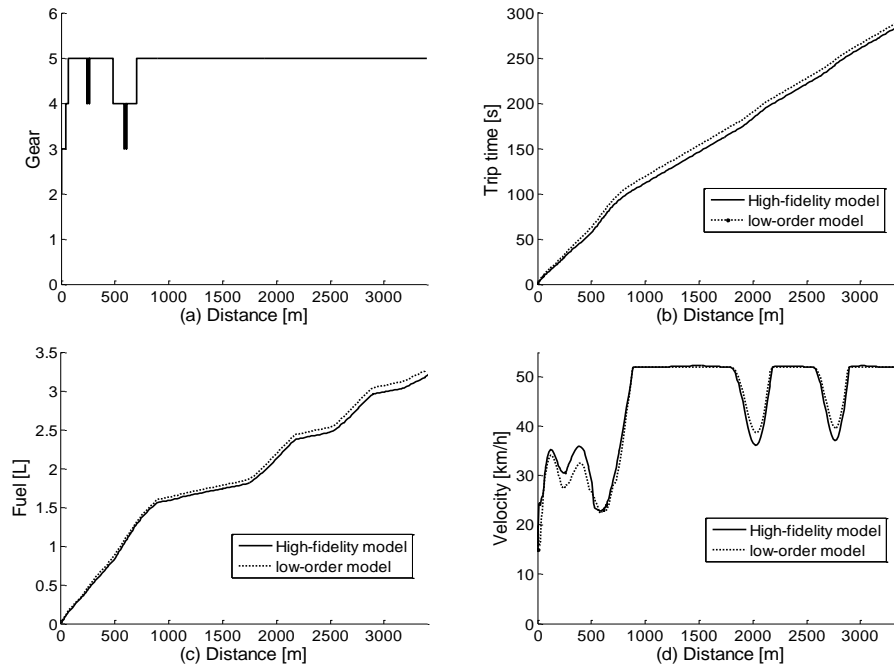 6
5
4
3
2
1
0
Gear
0 500 1000 1500 2000 2500 3000
(a) Distance [m]
300
250
200
150
100
50
0
Trip time [s]
High-fidelity model
low-order model
0 500 1000 1500 2000 2500 3000
(b) Distance [m]
3.5
3
2.5
2
1.5
1
0.5
0
Fuel [L]
High-fidelity model
low-order model
0 500 1000 1500 2000 2500 3000
(c) Distance [m]
50
40
30
20
10
0
Velocity [km/h]
High-fidelity model
low-order model
0 500 1000 1500 2000 2500 3000
(d) Distance [m]